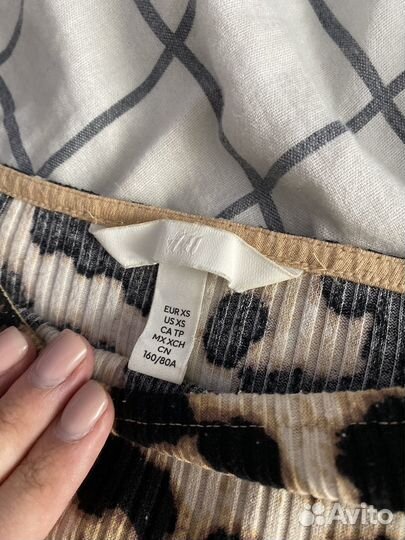 H&M
EUR XS
US XS
CA TP
MX XCH
CN
160/80A
Avito